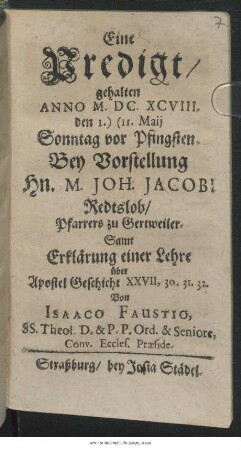 7
Eine
Predigt/
gehalten
ANNO M. DC. XCVIII.
den 1.) (11. Maij
Sonntag vor Pfingsten.
Bey Vorstellung
Hn. M. JOH. JACOBI
Redtslob/
Pfarrers zu Gertweiler.
Samt
Erklärung einer Lehre
über
Apostel Geschicht XXVII, 30. 31. 32.
Von
ISAACO FAUSTIO,
SS. Theol. D. & P. P. Ord. & Seniore,
Conv. Eccles. Præside.
Straßburg/ bey Josia Städel.